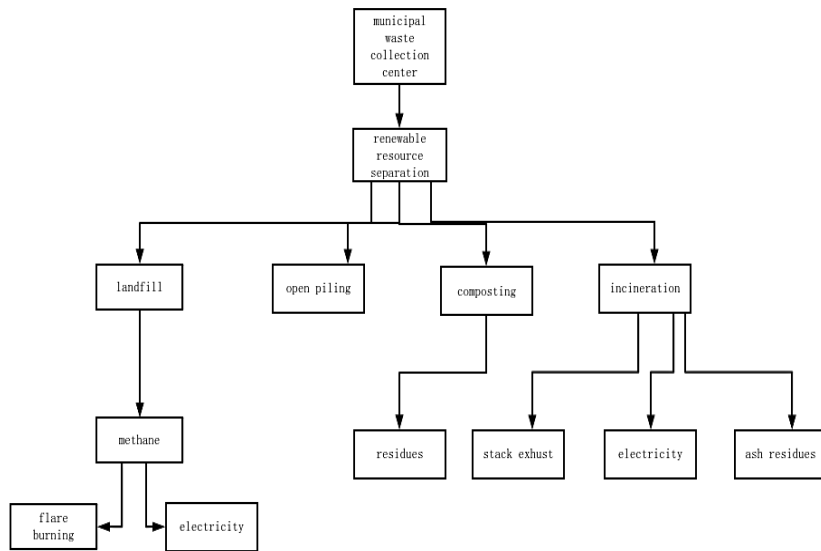 municipal
waste
collection
center
renewable
resource
separation
landfill
open piling
composting
incineration
methane
residues
stack exhust
electricity
ash residues
flare
burning
electricity